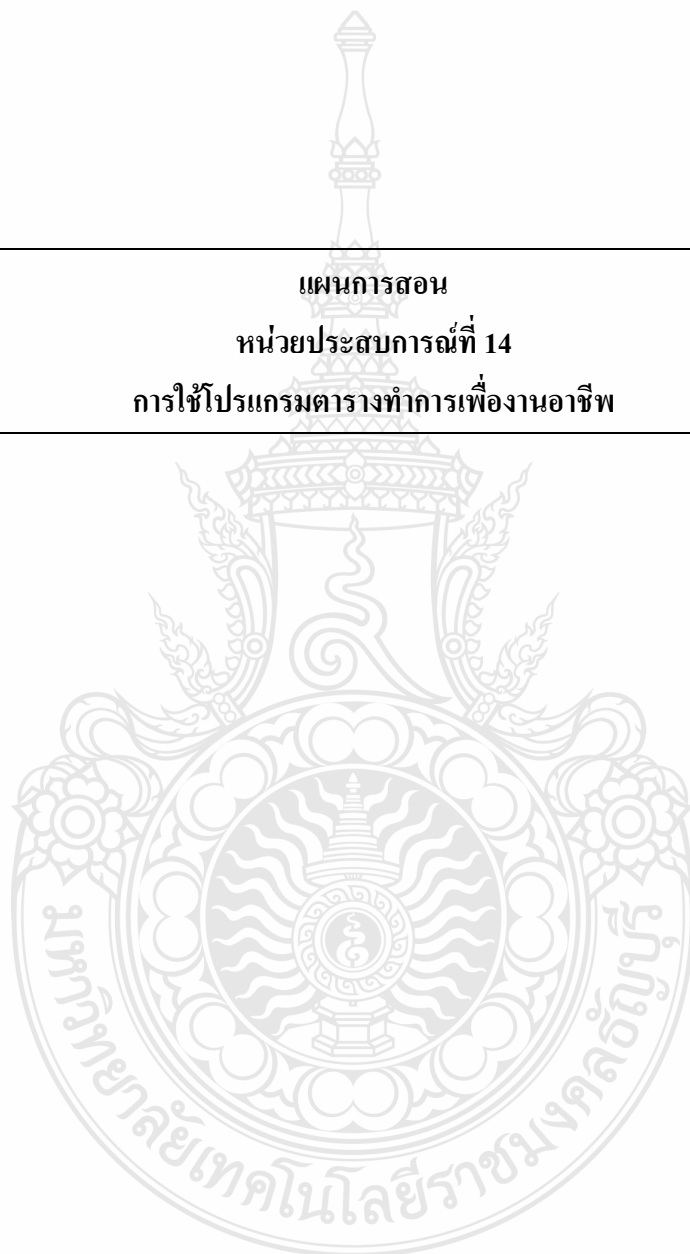 แผนการสอน
หน่วยประสบการณ์ที่ 14
การใช้โปรแกรมตารางทำการเพื่องานอาชีพ
มหาวิทยาลัยเทคโนโลยีราชมงคลธัญบุรี